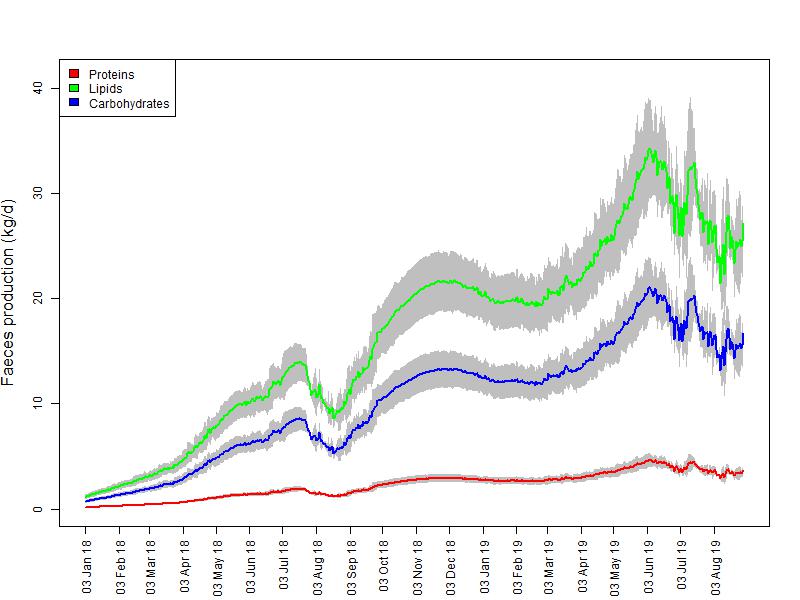 Proteins
Lipids
Carbohydrates
Faeces production (kg/d)
40
30
20
10
0
03 Jan 18
03 Feb 18
03 Mar 18
03 Apr 18
03 May 18
03 Jun 18
03 Jul 18
03 Aug 18
03 Sep 18
03 Oct 18
03 Nov 18
03 Dec 18
03 Jan 19
03 Feb 19
03 Mar 19
03 Apr 19
03 May 19
03 Jun 19
03 Jul 19
03 Aug 19